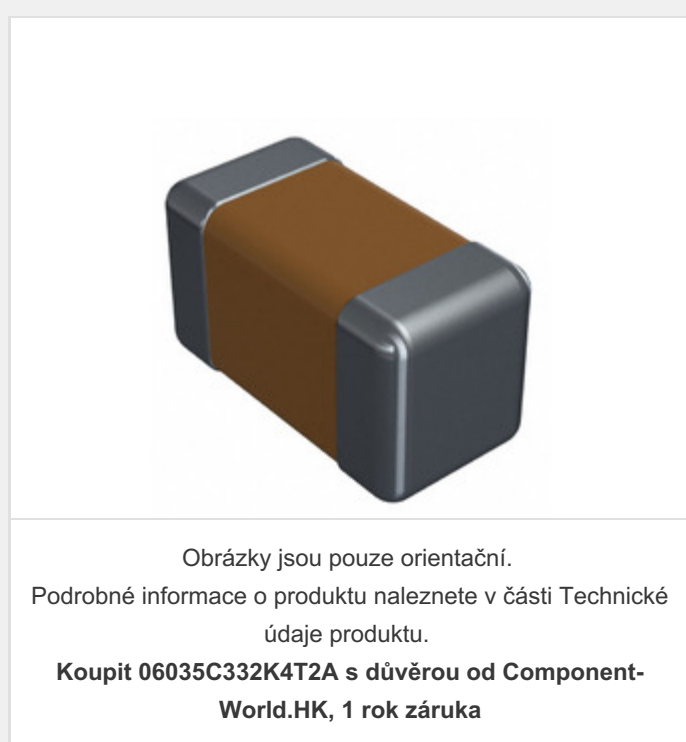 Obrázky jsou pouze orientační.
Podrobné informace o produktu naleznete v části Technické
údaje produktu.
Koupit 06035C332K4T2A s důvěrou od Component-
World.HK, 1 rok záruka